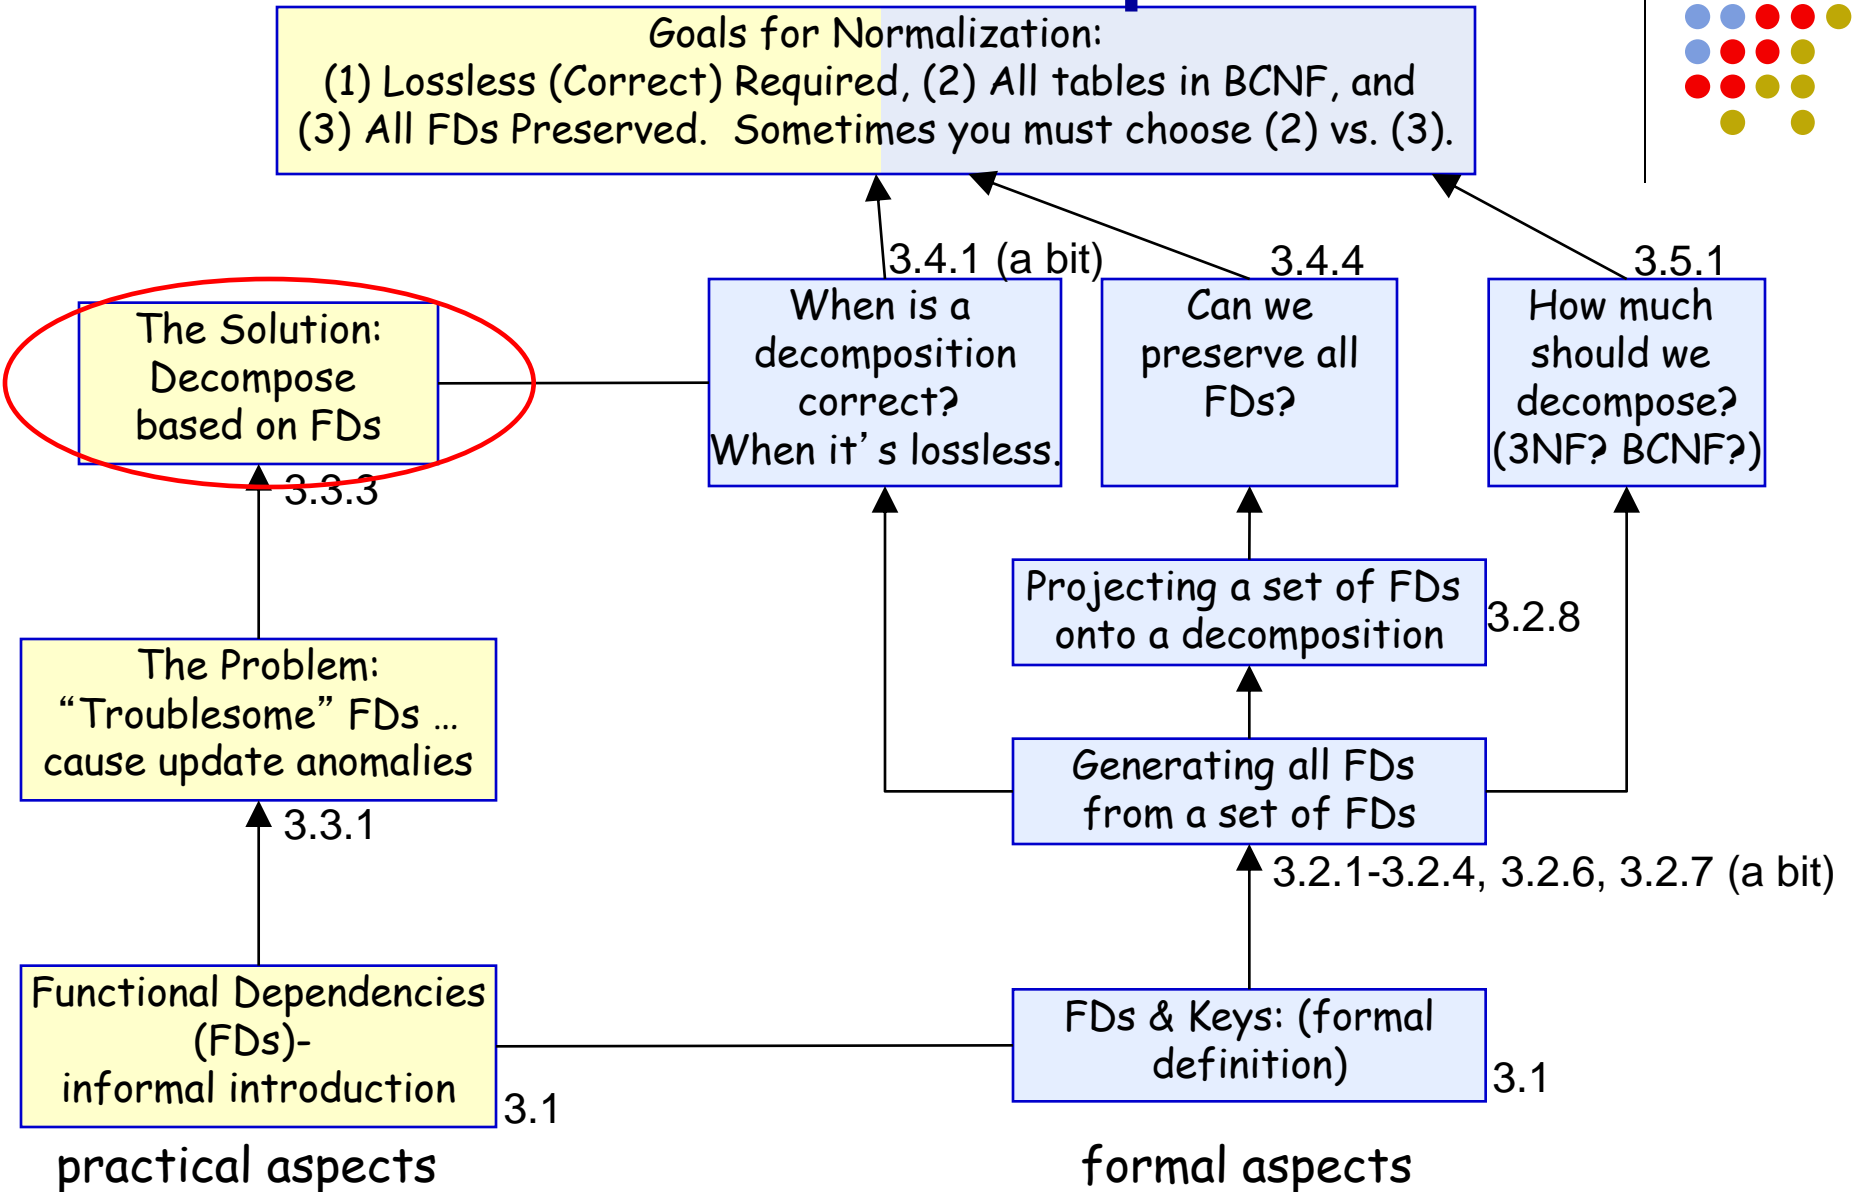 Goals for Normalization:
(1) Lossless (Correct) Required, (2) All tables in BCNF, and
(3) All FDs Preserved.  Sometimes you must choose (2) vs. (3).
3.4.1 (a bit)
3.4.4
3.5.1
The Solution:
Decompose
based on FDs
3.3.3
When is a
decomposition
correct?
When it’s lossless.
Can we
preserve all
FDs?
How much
should we
decompose?
(3NF? BCNF?)
Projecting a set of FDs
onto a decomposition
3.2.8
The Problem:
“Troublesome” FDs …
cause update anomalies
3.3.1
Generating all FDs
from a set of FDs
3.2.1-3.2.4, 3.2.6, 3.2.7 (a bit)
Functional Dependencies
(FDs)-
informal introduction
3.1
FDs & Keys: (formal
definition)
3.1
practical aspects
formal aspects